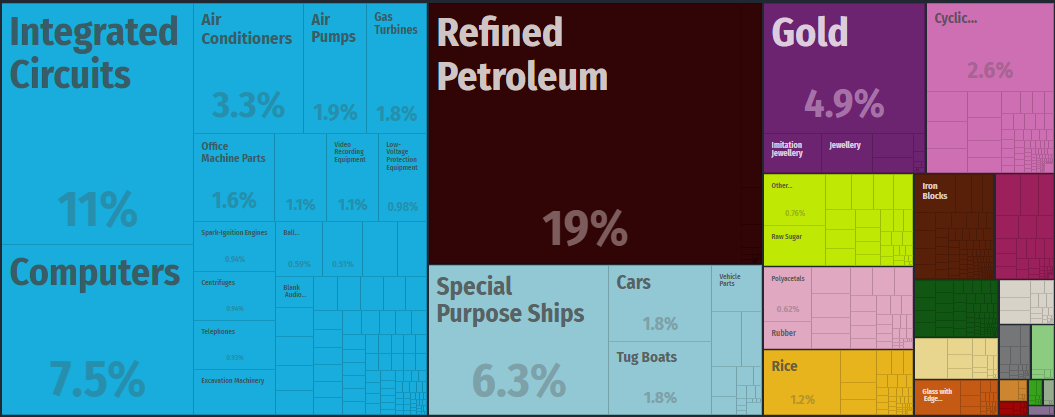 Integrated
Circuits
11%
Computers
7.5%
Air
Conditioners
3.3%
Air
Pumps
1.9%
Gas
Turbines
1.8%
Office
Machine Parts
1.6%
1.1%
Video
Recording
Equipment
1.1%
Low-
Voltage
Protection
Equipment
0.98%
Spark-Ignition Engines
0.94%
Ball...
0.59%
0.51%
Centrifuges
Blank
Audio...
Telephones
Excavation Machinery
Refined
Petroleum
19%
Special
Purpose Ships
6.3%
Cars
1.8%
Tug Boats
1.8%
Vehicle
Parts
Gold
4.9%
Imitation
Jewellery
Jewellery
Cyclic...
2.6%
Other...
0.76%
Raw Sugar
Iron
Blocks
Polyacetals
0.62%
Rubber
Rice
1.2%
Glass with
Edge...